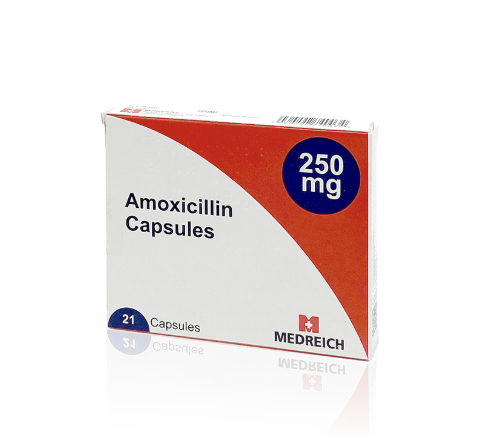 250
mg
Amoxicillin
Capsules
21 Capsules
MEDREICH